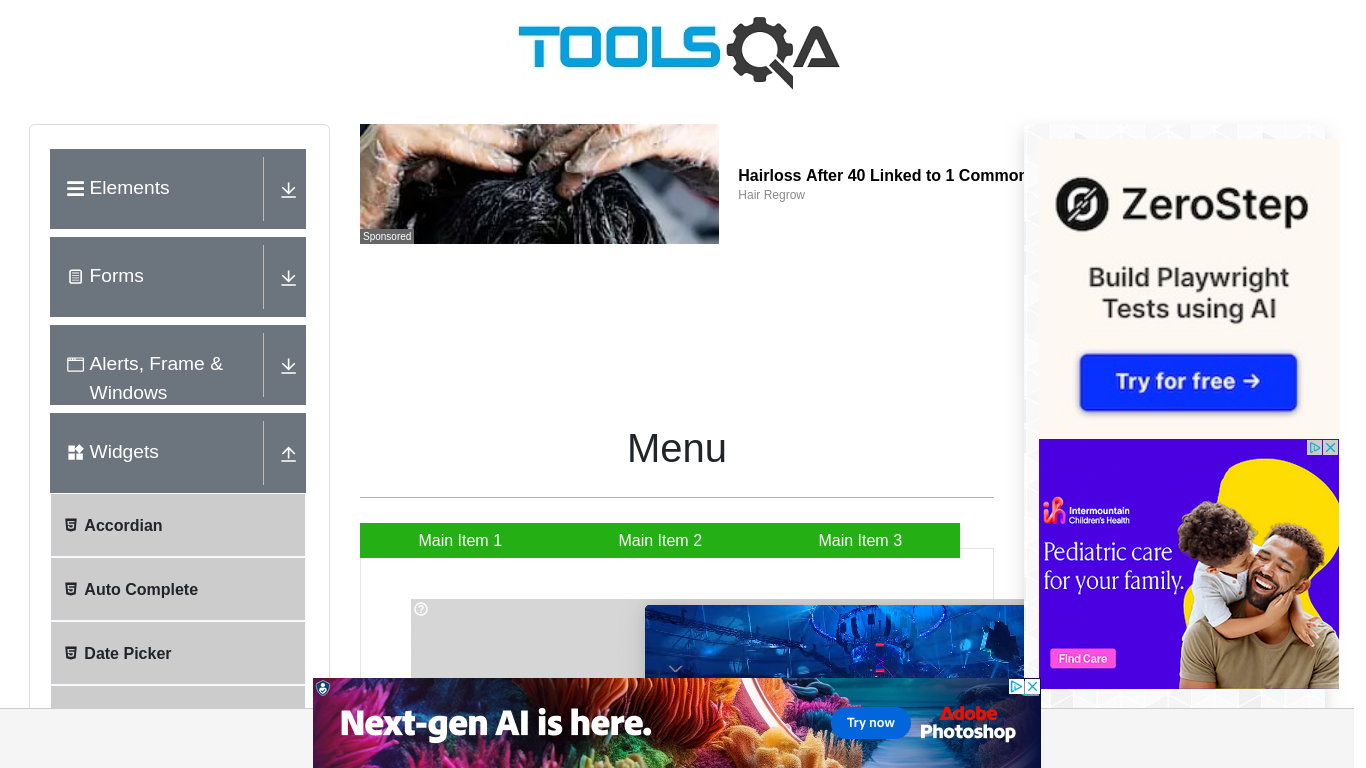 TOOLSQA
Elements
Forms
Alerts, Frame &
Windows
Widgets
Accordian
Auto Complete
Date Picker
Sponsored
Hairloss After 40 Linked to 1 Common
Hair Regrow
Menu
Main Item 1
Main Item 2
Main Item 3
ZeroStep
Build Playwright
Tests using AI
Try for free →
Intermountain
Children's Health
Pediatric care
for your family.
Find Care
Next-gen AI is here.
Try now
Adobe
Photoshop